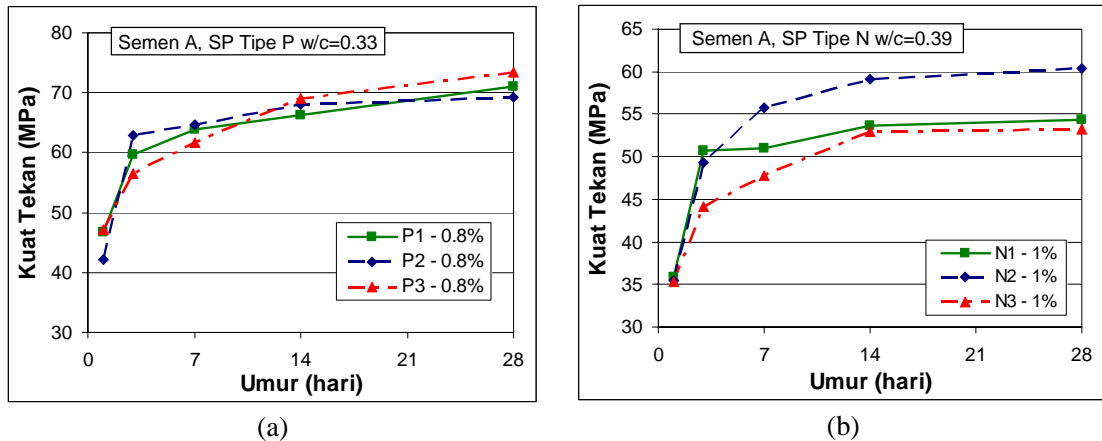 Semen A, SP Tipe P w/c=0.33
Kuat Tekan (MPa)
80
70
60
50
40
30
P1 - 0.8%
P2 - 0.8%
P3 - 0.8%
0 7 14 21 28
Umur (hari)
(a)
Semen A, SP Tipe N w/c=0.39
Kuat Tekan (MPa)
65
60
55
50
45
40
35
30
N1 - 1%
N2 - 1%
N3 - 1%
0 7 14 21 28
Umur (hari)
(b)